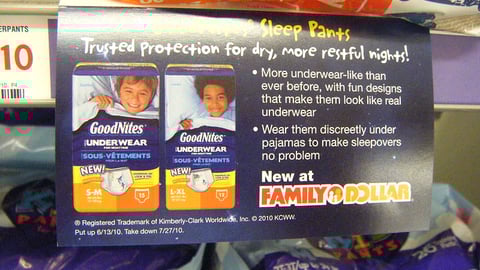 Sleep Pants
ERPANTS
Trusted protection for dry, more restful nights!
10
GoodNites
UNDERWEAR
SOUS-VÊTEMENTS
NEW!
S-M
13
GoodNites
UNDERWEAR
SOUS-VÊTEMENTS
NEW!
L-XL
11
• More underwear-like than
ever before, with fun designs
that make them look like real
underwear
• Wear them discreetly under
pajamas to make sleepovers
no problem
New at
FAMILY DOLLAR
® Registered Trademark of Kimberly-Clark Worldwide, Inc. © 2010 KCWW.
Put up 6/13/10. Take down 7/27/10.
PANTS